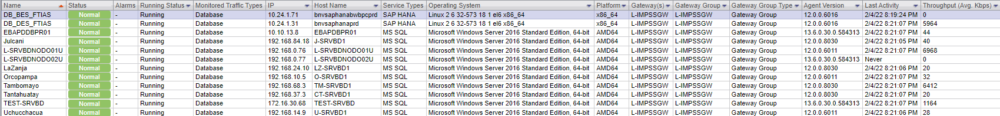 Name Status Alarms Running Status Monitored Traffic Types IP Host Name Service Types Operating System Platform Gateway(s) Gateway Group Gateway Group Type Agent Version Last Activity Throughput (Avg. Kbps)
DB_BES_FTIAS Normal - Running Database 10.24.1.71 bnvsaphanabwbpcprd SAP HANA Linux 2 6 32-573 18 1 el6 x86_64 x86_64 L-IMPSSGW L-IMPSSGW Gateway Group 12.0.0.6016 2/4/22 8:19:24 PM 0
DB_DES_FTIAS Normal - Running Database 10.24.1.31 bnvsaphanaprd SAP HANA Linux 2 6 32-573 18 1 el6 x86_64 x86_64 L-IMPSSGW L-IMPSSGW Gateway Group 12.0.0.6016 2/4/22 8:21:07 PM 5964
EBAPDDBPR01 Normal - Running Database 10.10.13.8 EBAPDBPR01 MS SQL Microsoft Windows Server 2016 Standard Edition, 64-bit AMD64 L-IMPSSGW L-IMPSSGW Gateway Group 13.6.0.30.0.584313 2/4/22 8:21:07 PM 44
Julcani Normal - Running Database 192.168.84.18 J-SRVBD1 MS SQL Microsoft Windows Server 2016 Standard Edition, 64-bit AMD64 L-IMPSSGW L-IMPSSGW Gateway Group 12.0.0.8030 2/4/22 8:21:05 PM 40
L-SRVBDNODO01U Normal - Running Database 192.168.0.76 L-SRVBDNODO01U MS SQL Microsoft Windows Server 2016 Standard Edition, 64-bit AMD64 L-IMPSSGW L-IMPSSGW Gateway Group 12.0.0.6011 2/4/22 8:21:07 PM 6968
L-SRVBDNODO02U Normal - Running Database 192.168.0.77 L-SRVBDNODO02U MS SQL Microsoft Windows Server 2016 Standard Edition, 64-bit AMD64 L-IMPSSGW L-IMPSSGW Gateway Group 13.6.0.30.0.584313 Never 0
LaZanja Normal - Running Database 192.168.24.10 LZ-SRVBD1 MS SQL Microsoft Windows Server 2016 Standard Edition, 64-bit AMD64 L-IMPSSGW L-IMPSSGW Gateway Group 12.0.0.8030 2/4/22 8:21:06 PM 20
Orcopampa Normal - Running Database 192.168.10.5 O-SRVBD1 MS SQL Microsoft Windows Server 2016 Standard Edition, 64-bit AMD64 L-IMPSSGW L-IMPSSGW Gateway Group 12.0.0.6011 2/4/22 8:21:07 PM 32
Tambomayo Normal - Running Database 192.168.68.3 TM-SRVBD1 MS SQL Microsoft Windows Server 2016 Standard Edition, 64-bit AMD64 L-IMPSSGW L-IMPSSGW Gateway Group 12.0.0.8030 2/4/22 8:21:07 PM 6412
Tantahuatay Normal - Running Database 192.168.37.3 CT-SRVBD1 MS SQL Microsoft Windows Server 2016 Standard Edition, 64-bit AMD64 L-IMPSSGW L-IMPSSGW Gateway Group 12.0.0.8030 2/4/22 8:21:07 PM 20
TEST-SRVBD Normal - Running Database 172.16.30.68 TEST-SRVBD MS SQL Microsoft Windows Server 2016 Standard Edition, 64-bit AMD64 L-IMPSSGW L-IMPSSGW Gateway Group 13.6.0.30.0.584313 2/4/22 8:21:07 PM 1164
Uchucchacua Normal - Running Database 192.168.14.9 U-SRVBD1 MS SQL Microsoft Windows Server 2016 Standard Edition, 64-bit AMD64 L-IMPSSGW L-IMPSSGW Gateway Group 12.0.0.6011 2/4/22 8:21:06 PM 28